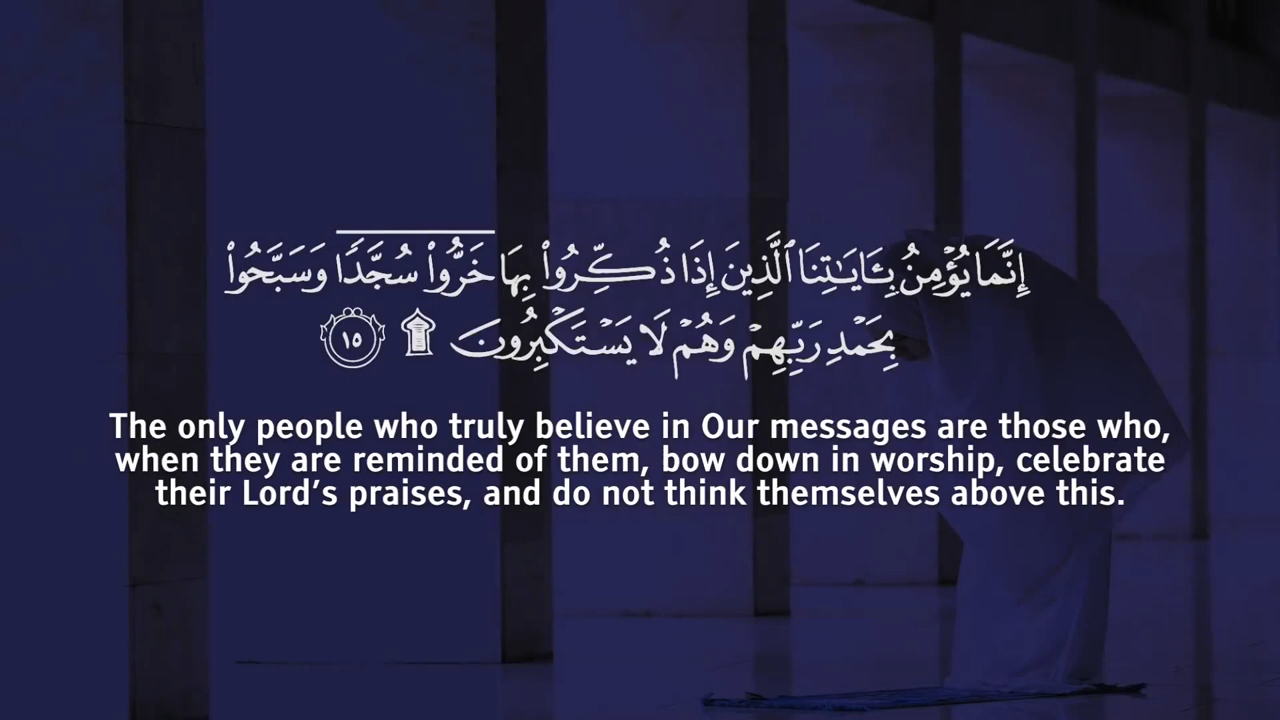 إِنَّمَا يُؤْمِنُ بِـَٔايَـٰتِنَا ٱلَّذِينَ إِذَا ذُكِّرُوا۟ بِهَا خَرُّوا۟ سُجَّدًا وَسَبَّحُوا۟
بِحَمْدِ رَبِّهِمْ وَهُمْ لَا يَسْتَكْبِرُونَ ۩ ١٥
The only people who truly believe in Our messages are those who,
when they are reminded of them, bow down in worship, celebrate
their Lord’s praises, and do not think themselves above this.